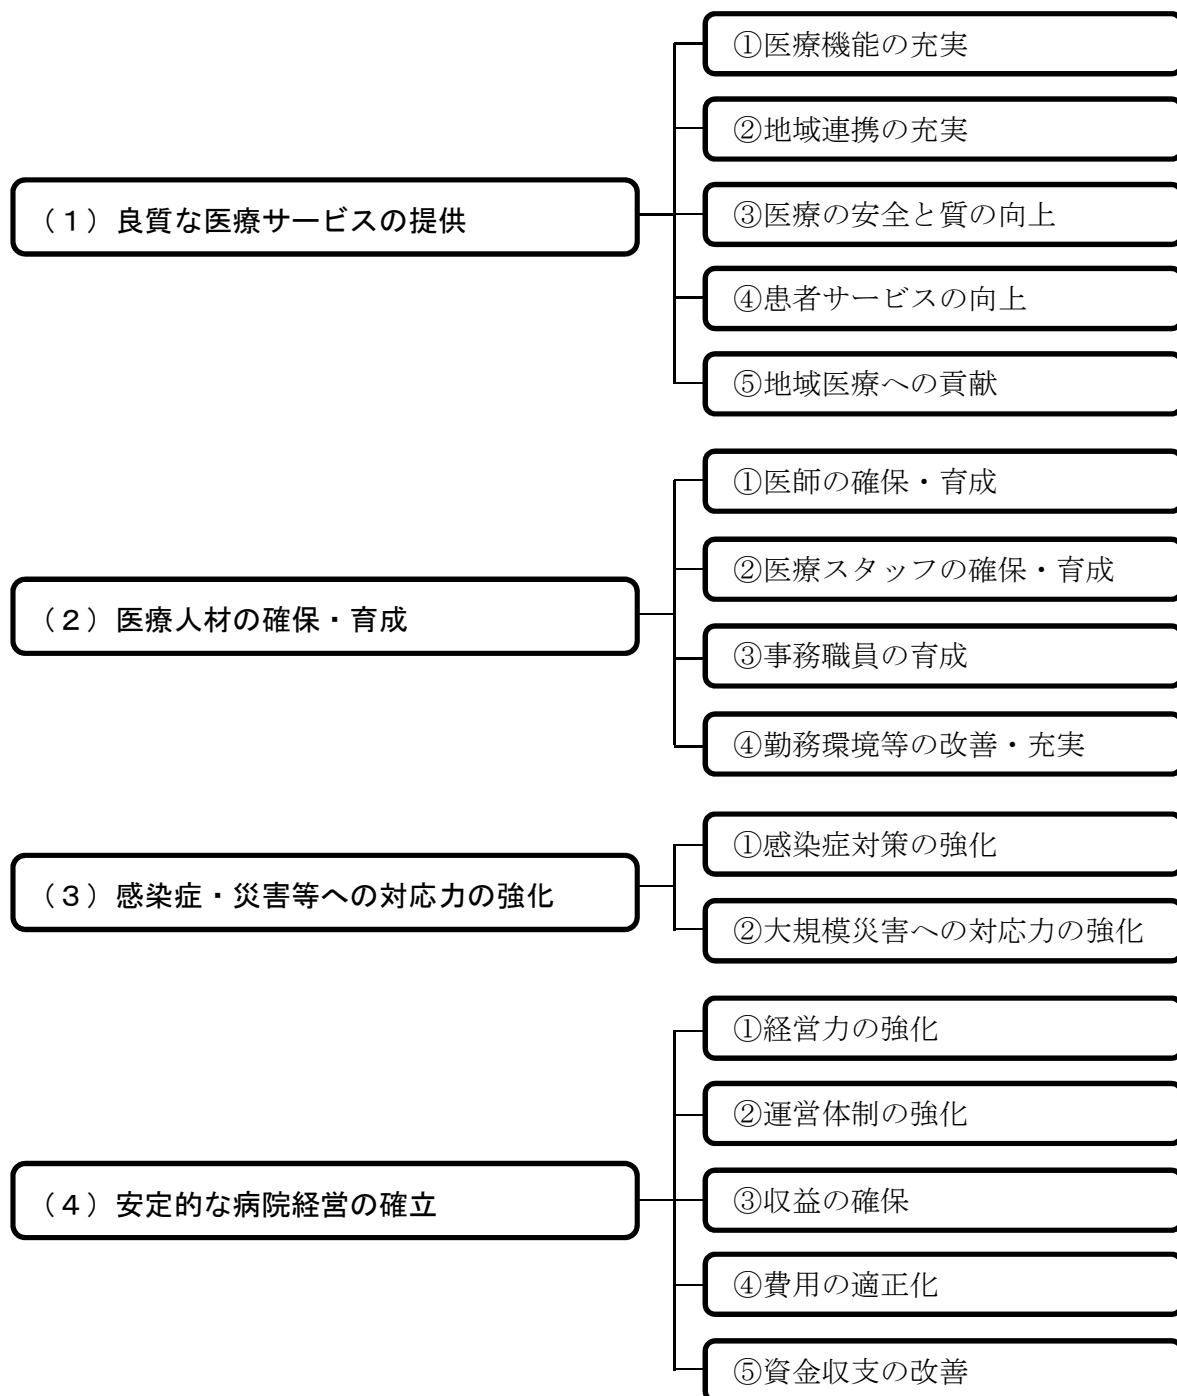 （１）良質な医療サービスの提供
①医療機能の充実
②地域連携の充実
③医療の安全と質の向上
④患者サービスの向上
⑤地域医療への貢献
（２）医療人材の確保・育成
①医師の確保・育成
②医療スタッフの確保・育成
③事務職員の育成
④勤務環境等の改善・充実
（３）感染症・災害等への対応力の強化
①感染症対策の強化
②大規模災害への対応力の強化
（４）安定的な病院経営の確立
①経営力の強化
②運営体制の強化
③収益の確保
④費用の適正化
⑤資金収支の改善